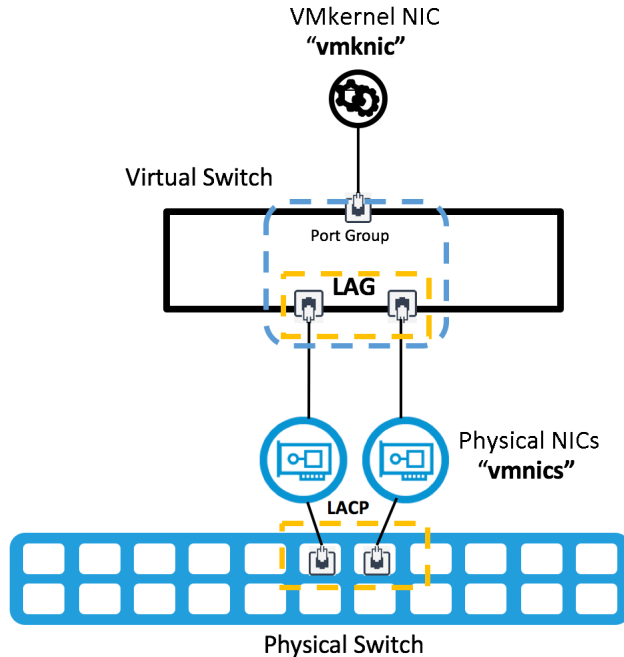 VMkernel NIC
“vmknic”
Virtual Switch
Port Group
LAG
Physical NICs
“vmnics”
LACP
Physical Switch